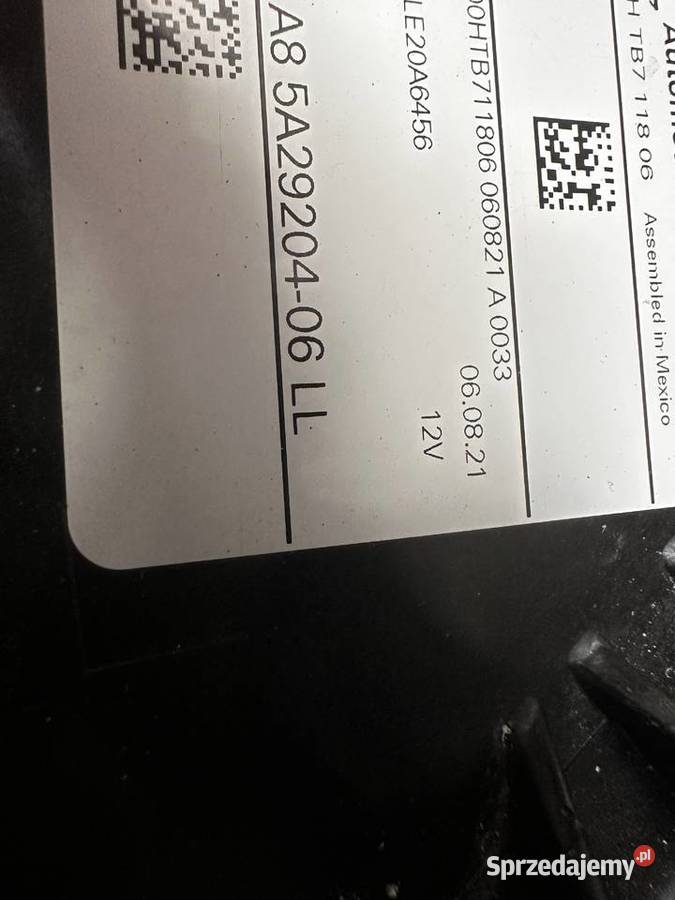 H TB7 118 06 Assembled in Mexico
00HTB711806 060821 A 0033
06.08.21
LE20A6456 12V
A8 5A29204-06 LL
Sprzedajemy.pl